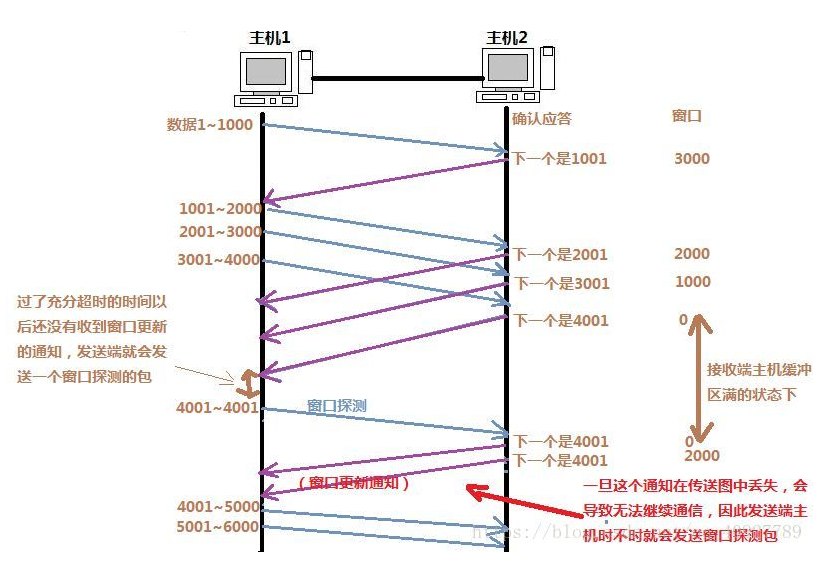 主机1
主机2
确认应答
窗口
数据1~1000
下一个是1001
3000
1001~2000
2001~3000
3001~4000
下一个是2001
2000
下一个是3001
1000
下一个是4001
0
过了充分超时的时间以
后还没有收到窗口更新
的通知，发送端就会发
送一个窗口探测的包
接收端主机缓冲
区满的状态下
4001~4001
窗口探测
下一个是4001
0
下一个是4001
2000
（窗口更新通知）
一旦这个通知在传送图中丢失，会
导致无法继续通信，因此发送端主
机时不时就会发送窗口探测包
4001~5000
5001~6000